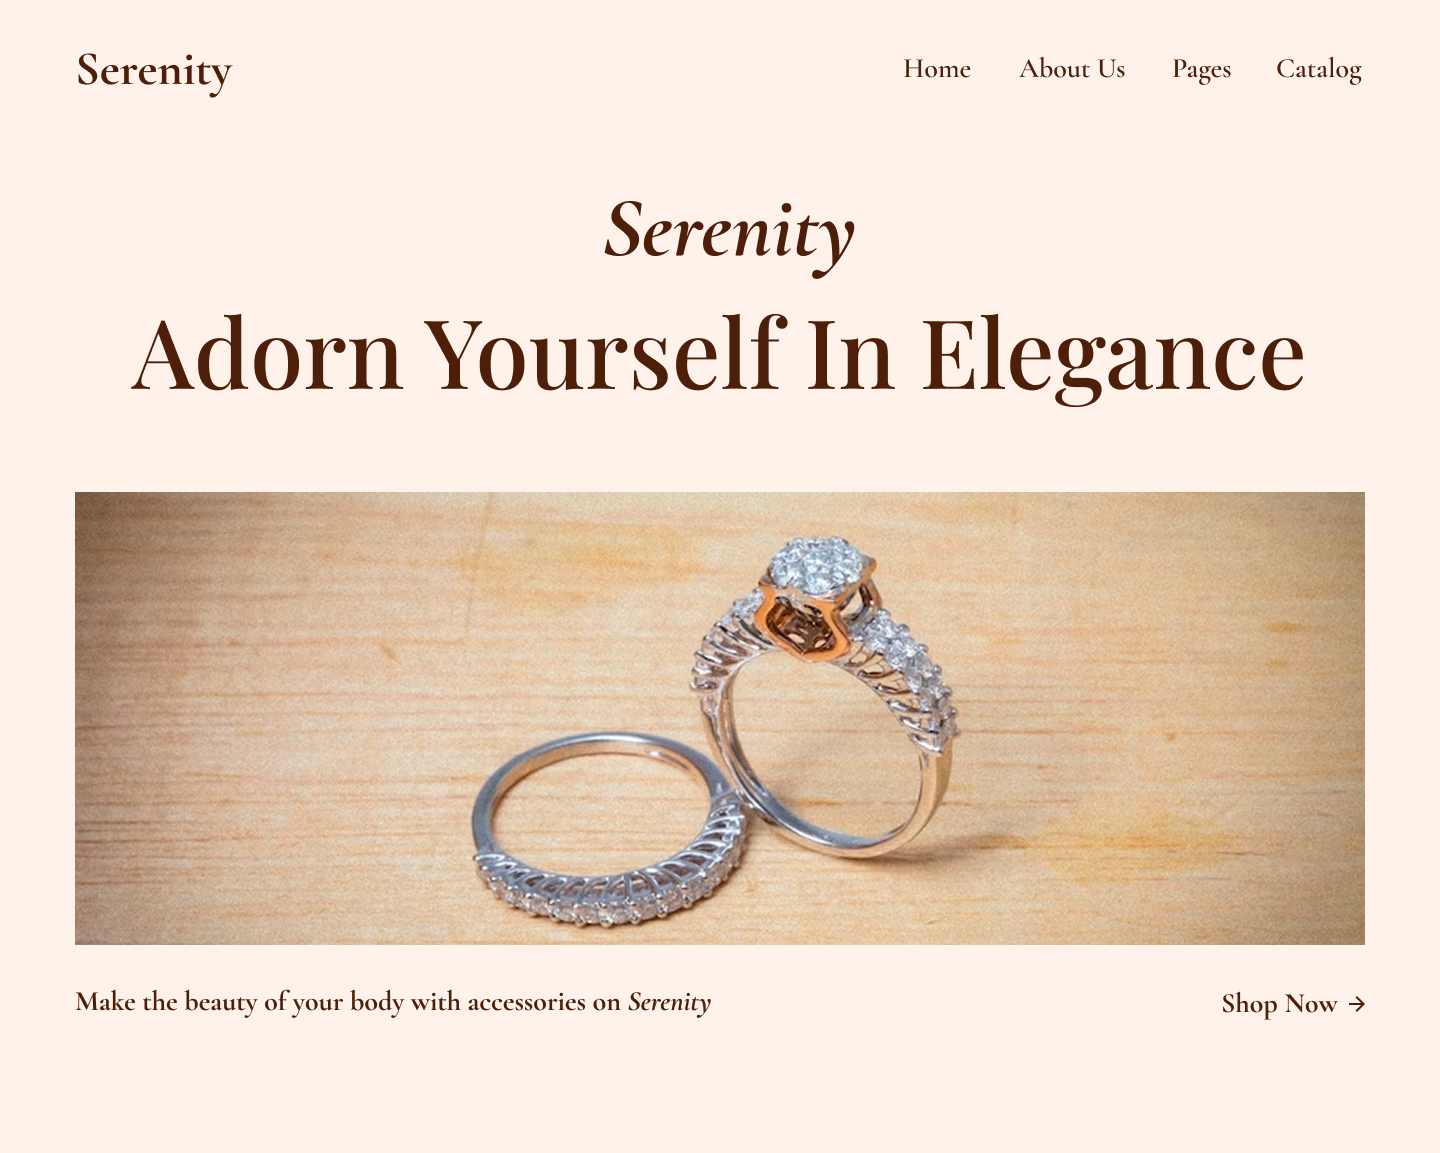 Serenity
Home About Us Pages Catalog
Serenity
Adorn Yourself In Elegance
Make the beauty of your body with accessories on Serenity
Shop Now →